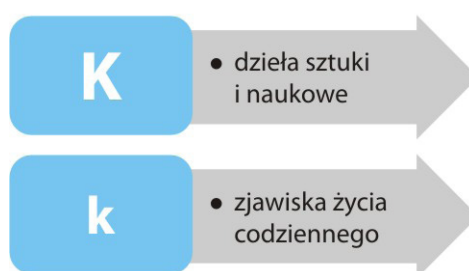 K
• dzieła sztuki
i naukowe
k
• zjawiska życia
codziennego